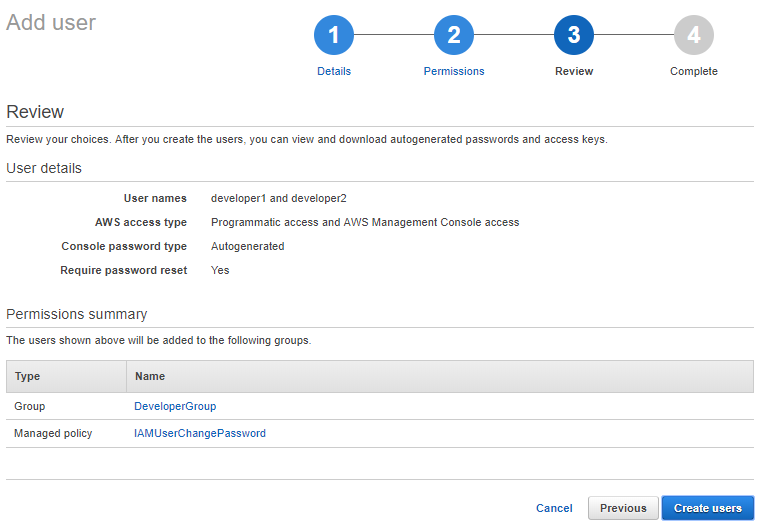 Add user
1 2 3 4
Details Permissions Review Complete
Review
Review your choices. After you create the users, you can view and download autogenerated passwords and access keys.
User details
User names developer1 and developer2
AWS access type Programmatic access and AWS Management Console access
Console password type Autogenerated
Require password reset Yes
Permissions summary
The users shown above will be added to the following groups.
Type Name
Group DeveloperGroup
Managed policy IAMUserChangePassword
Cancel Previous Create users